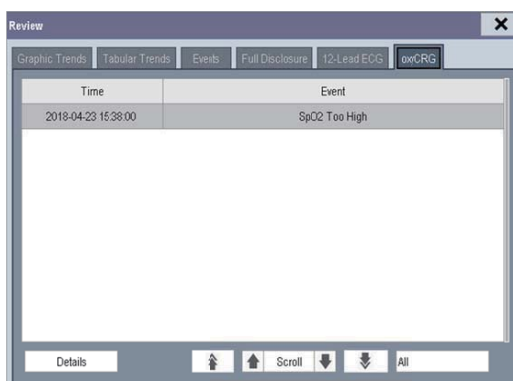 Review
Graphic Trends Tabular Trends Events Full Disclosure 12-Lead ECG oxyCRG
Time Event
2018-04-23 15:38:00 SpO2 Too High
Details Scroll All